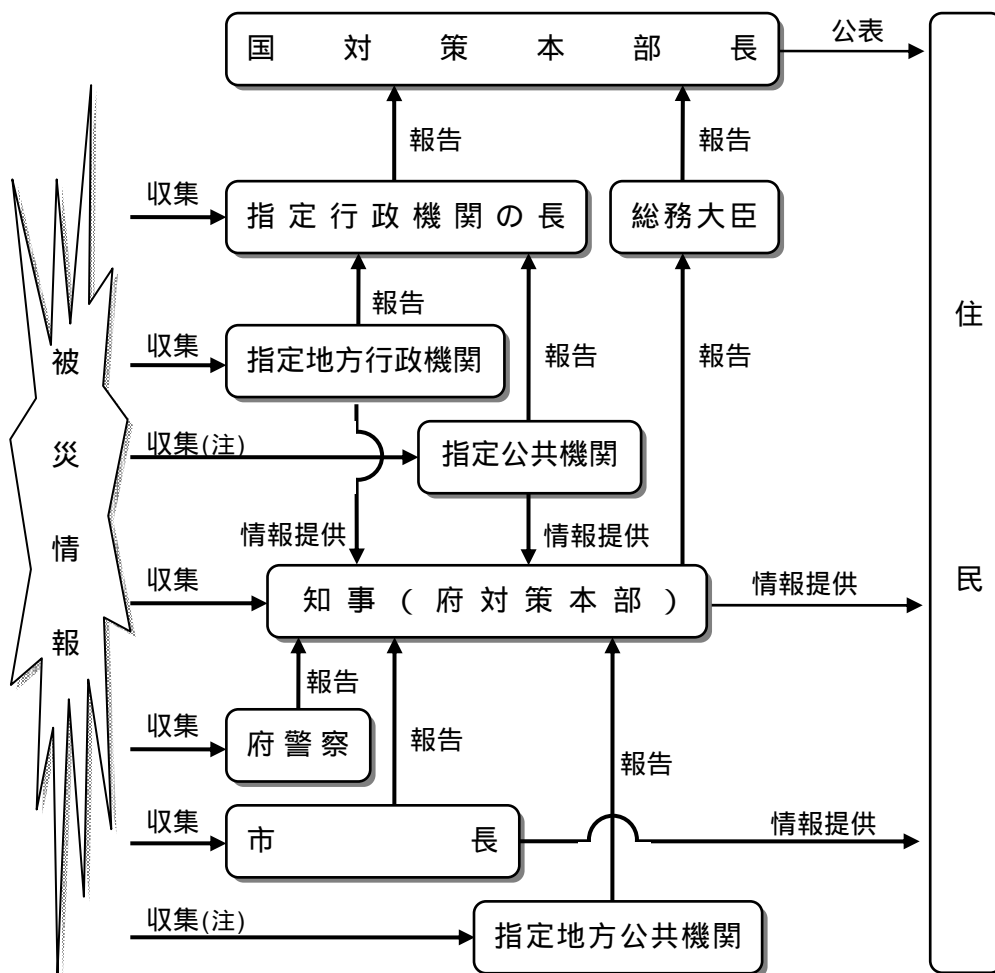 国対策本部長
公表
報告
報告
収集
指定行政機関の長
総務大臣
報告
住民
収集
指定地方行政機関
報告
報告
被災情報
収集(注)
指定公共機関
情報提供
情報提供
収集
知事(府対策本部)
情報提供
報告
収集
府警察
報告
報告
収集
市長
情報提供
収集(注)
指定地方公共機関